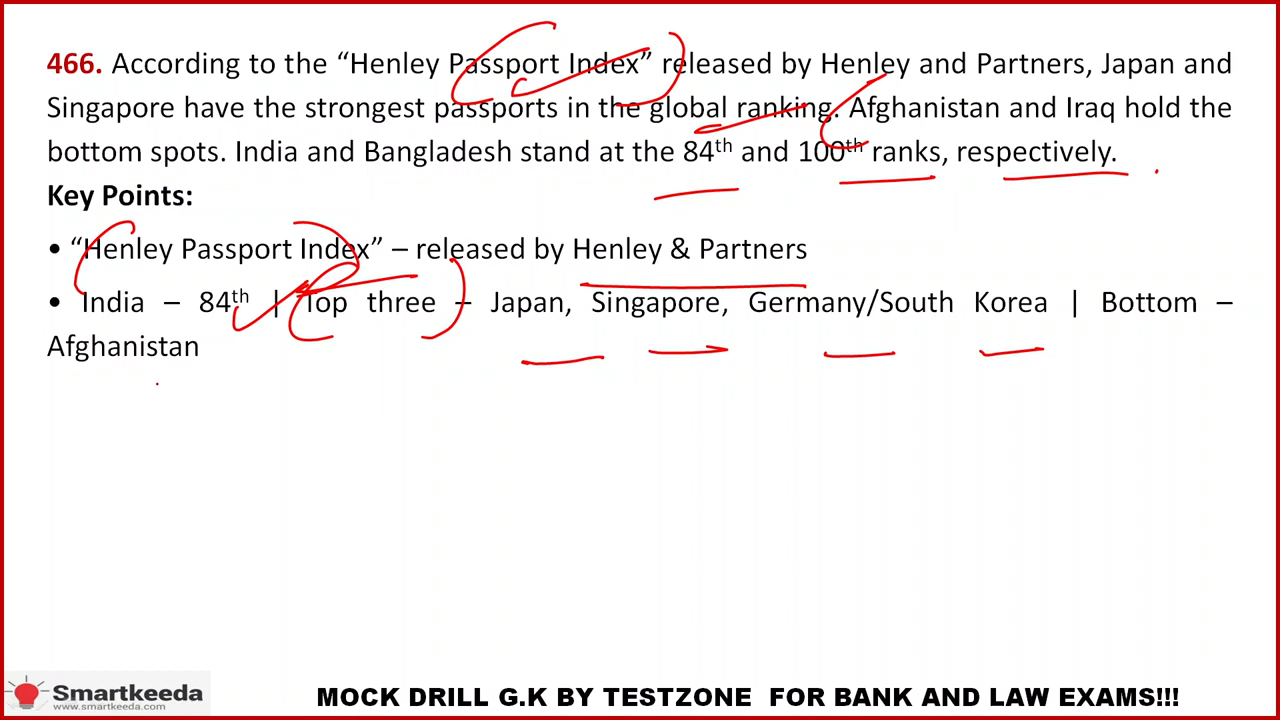 466. According to the “Henley Passport Index” released by Henley and Partners, Japan and
Singapore have the strongest passports in the global ranking. Afghanistan and Iraq hold the
bottom spots. India and Bangladesh stand at the 84th and 100th ranks, respectively.
Key Points:
• “Henley Passport Index” – released by Henley & Partners
• India – 84th | Top three – Japan, Singapore, Germany/South Korea | Bottom –
Afghanistan
Smartkeeda
www.smartkeeda.com
MOCK DRILL G.K BY TESTZONE FOR BANK AND LAW EXAMS!!!